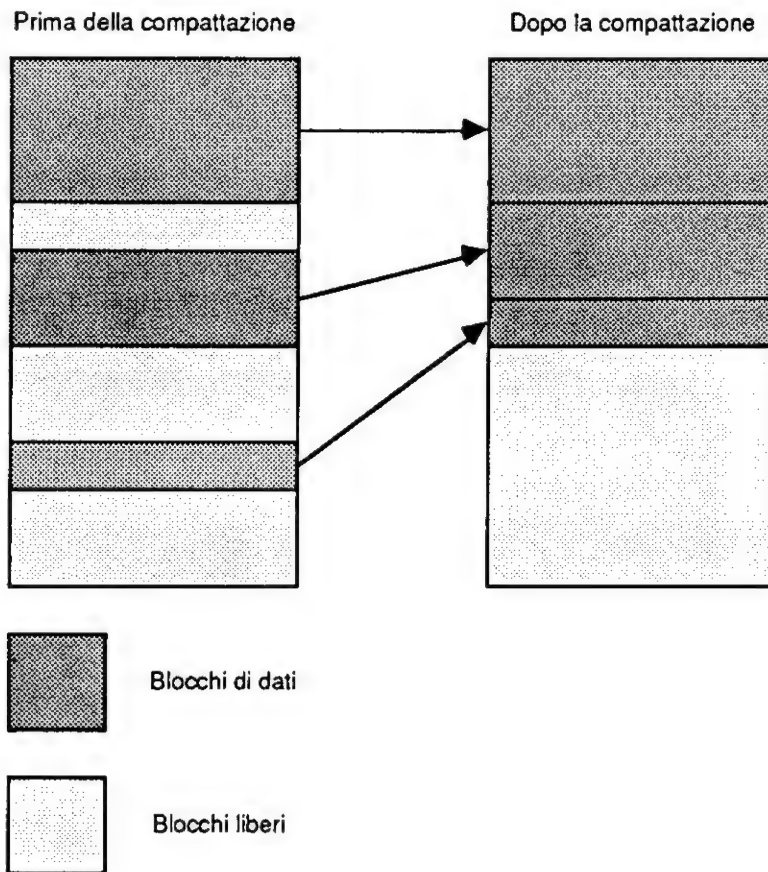 Prima della compattazione
Dopo la compattazione
Blocchi di dati
Blocchi liberi